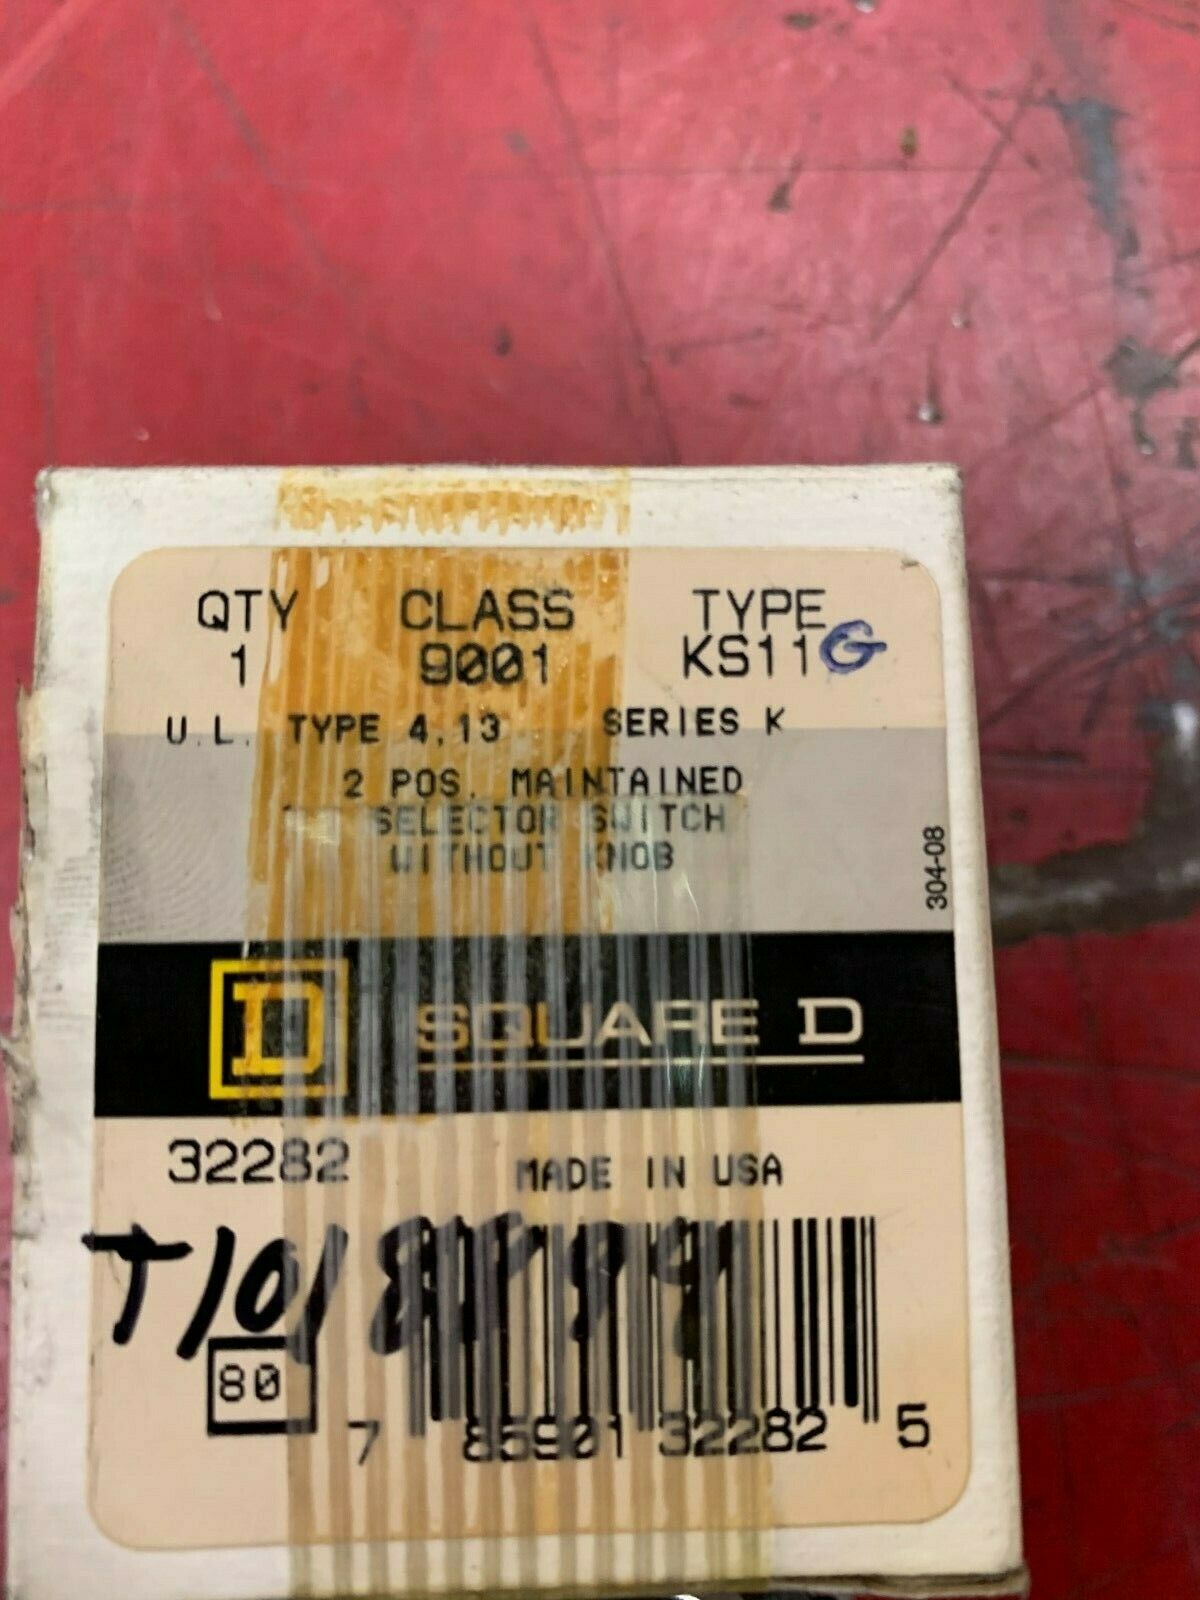 QTY CLASS TYPE
1 9001 KS11G
U.L. TYPE 4,13 SERIES K
2 POS. MAINTAINED
SELECTOR SWITCH
WITHOUT KNOB
304-08
D SQUARE D
32282 MADE IN USA
80
7 85901 32282 5